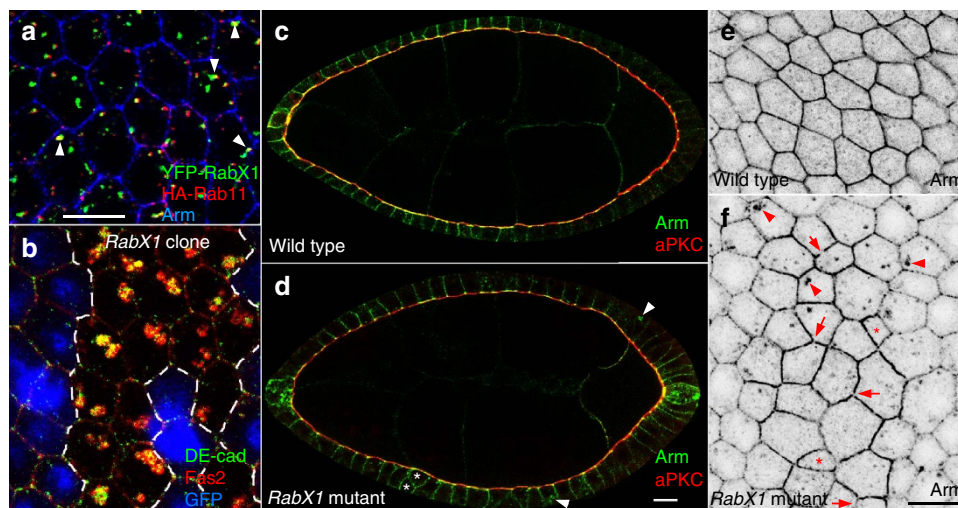 a
YFP-RabX1
HA-Rab11
Arm
b
RabX1 clone
DE-cad
Fas2
GFP
c
Wild type
Arm
aPKC
d
RabX1 mutant
Arm
aPKC
*
*
e
Wild type
Arm
f
*
*
RabX1 mutant
Arm